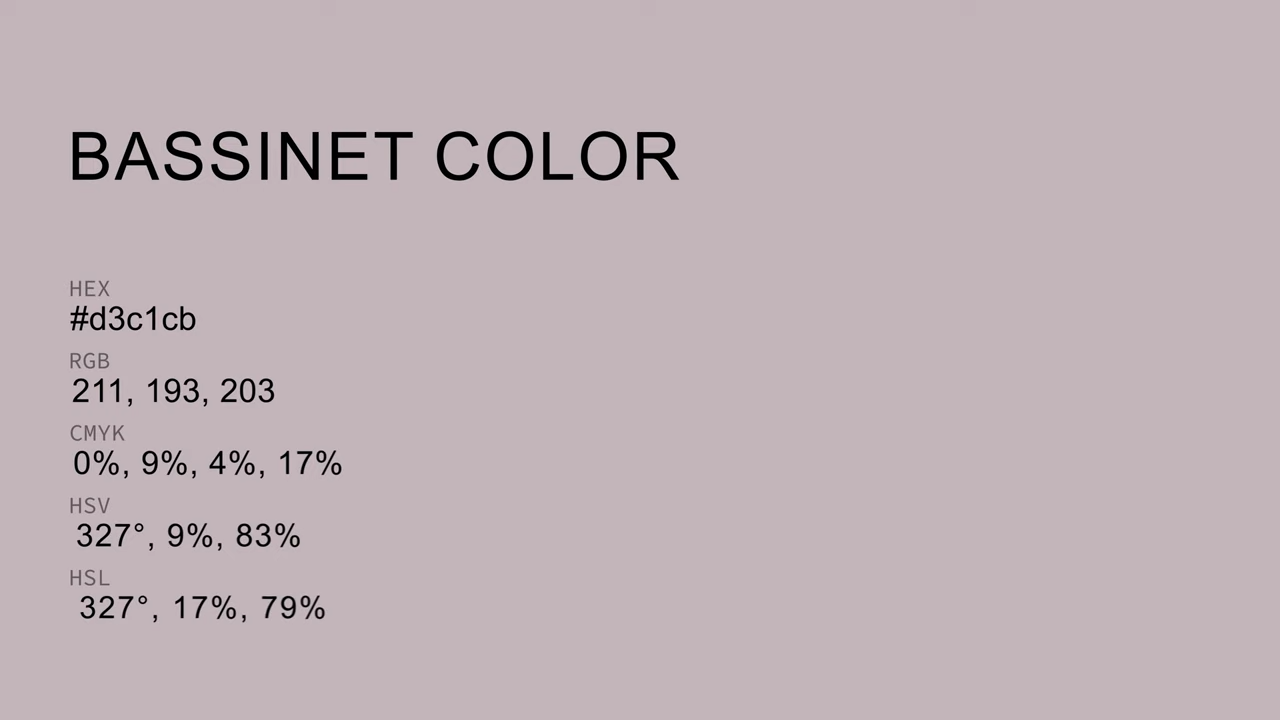 BASSINET COLOR
HEX
#d3c1cb
RGB
211, 193, 203
CMYK
0%, 9%, 4%, 17%
HSV
327°, 9%, 83%
HSL
327°, 17%, 79%